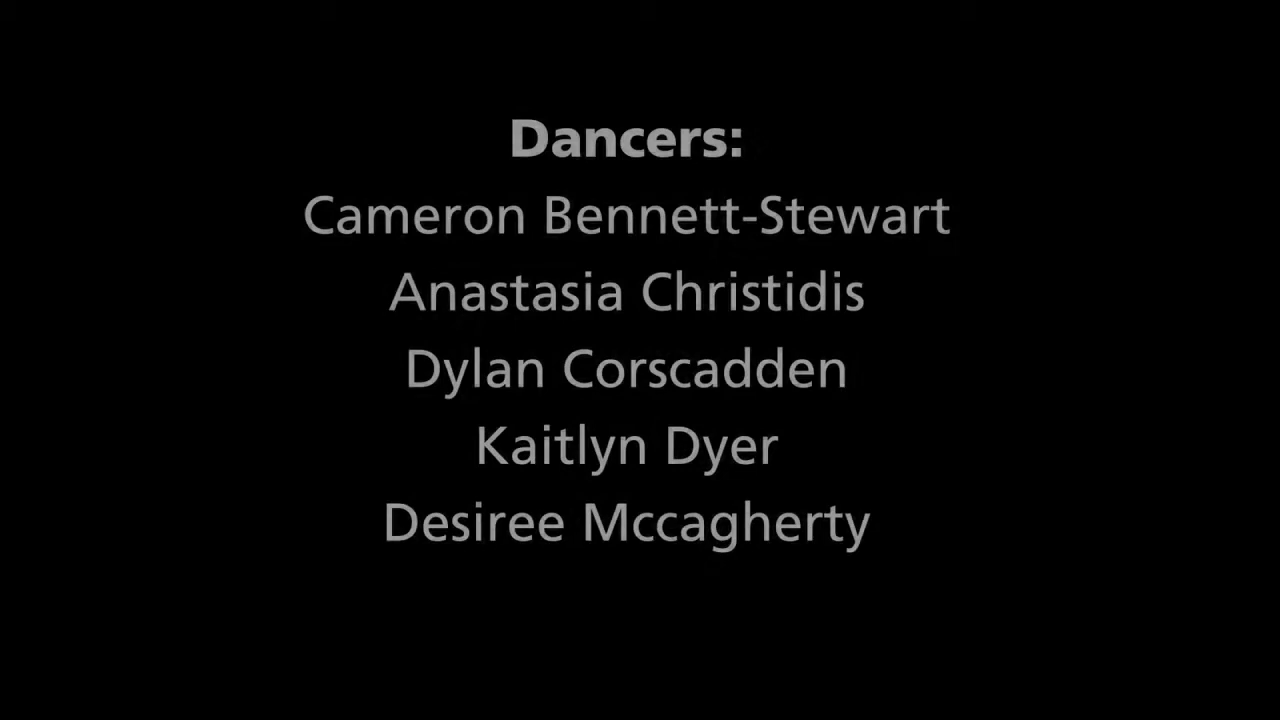 Dancers:
Cameron Bennett-Stewart
Anastasia Christidis
Dylan Corscadden
Kaitlyn Dyer
Desiree Mccagherty